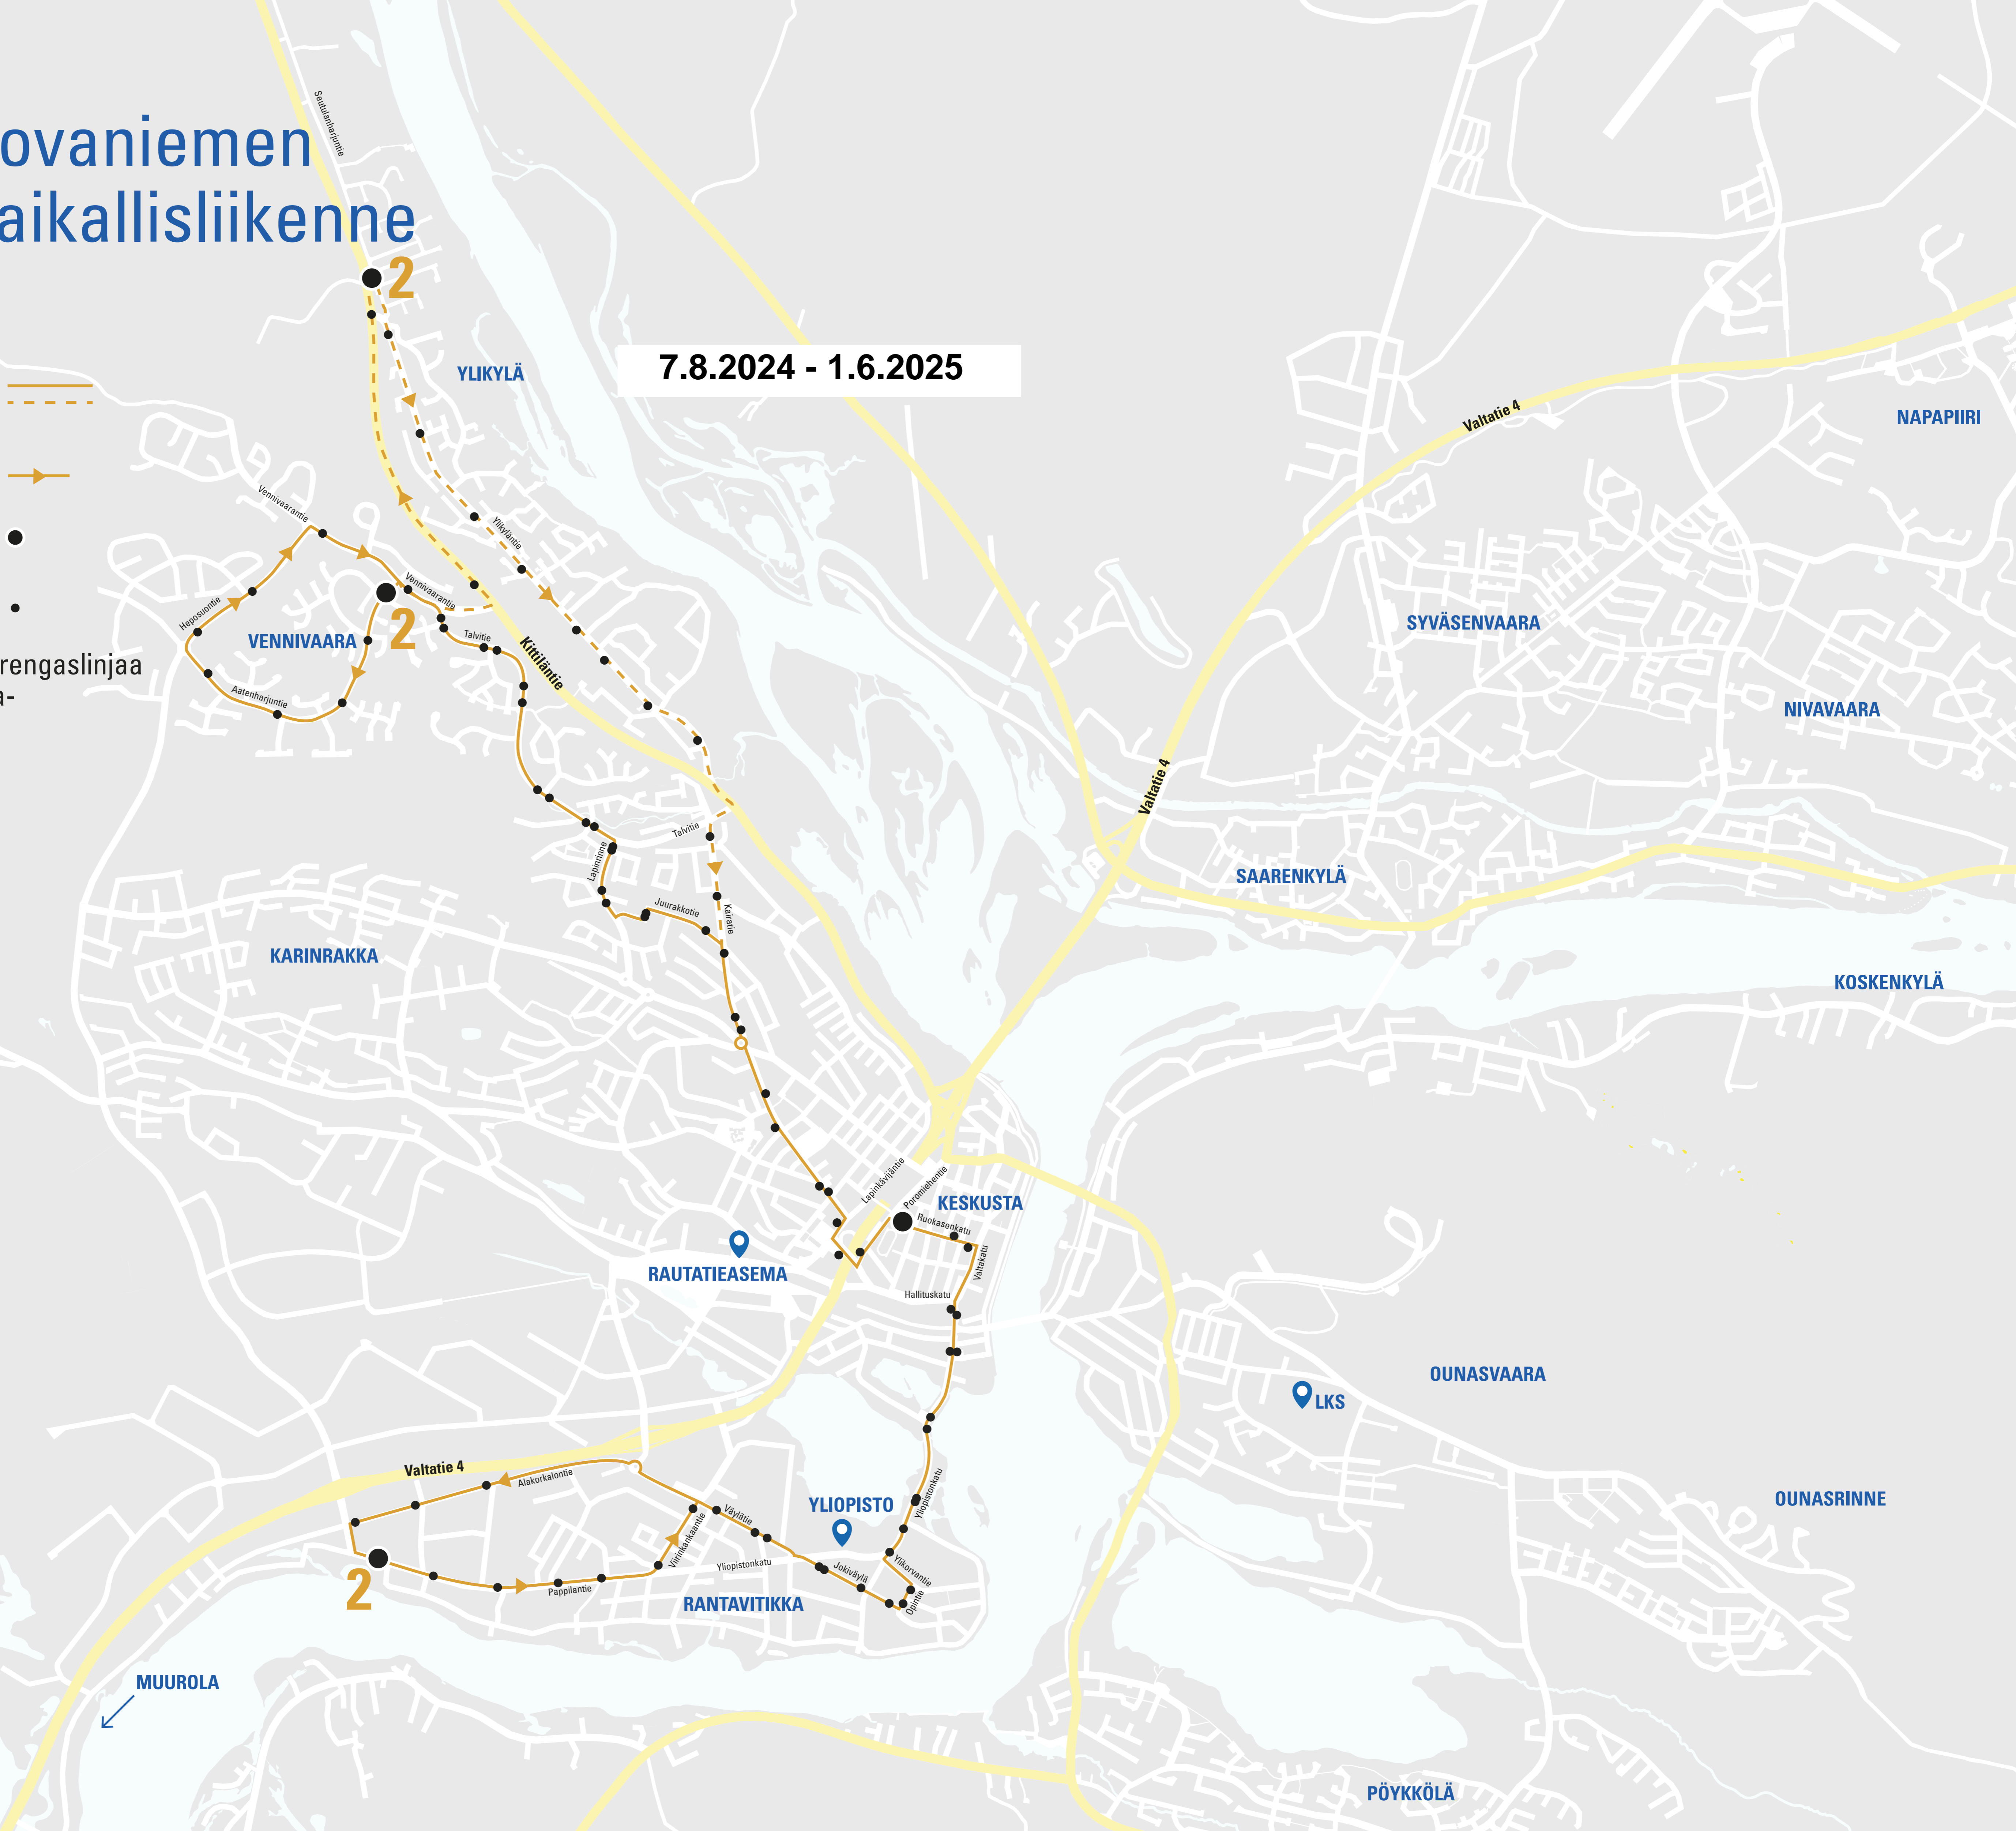 Seutulanharjuntie
ovaniemen
aikallisliikenne
2
YLIKYLÄ
7.8.2024 - 1.6.2025
Valtatie 4
NAPAPIIRI
Vennivaarantie
Ylikyläntie
Vennivaarantie
Heposuontie
2
VENNIVAARA
Talvitie
Kittiläntie
rengaslinjaa
a-
Aatenharjuntie
SYVÄSENVAARA
NIVAVAARA
Valtatie 4
Talvitie
Lapinrinne
SAARENKYLÄ
Juurakkotie
Kairatie
KARINRAKKA
KOSKENKYLÄ
Lapinkävijäntie
Poromiehentie
KESKUSTA
Ruokasenkatu
Valtakatu
RAUTATIEASEMA
Hallituskatu
OUNASVAARA
LKS
Valtatie 4
Alakorkalontie
YLIOPISTO
Yliopistonkatu
OUNASRINNE
Väylätie
Viirinkankaantie
Yliopistonkatu
Ylikorvantie
Jokiväylä
Opintie
2
Pappilantie
RANTAVITIKKA
MUUROLA
PÖYKKÖLÄ